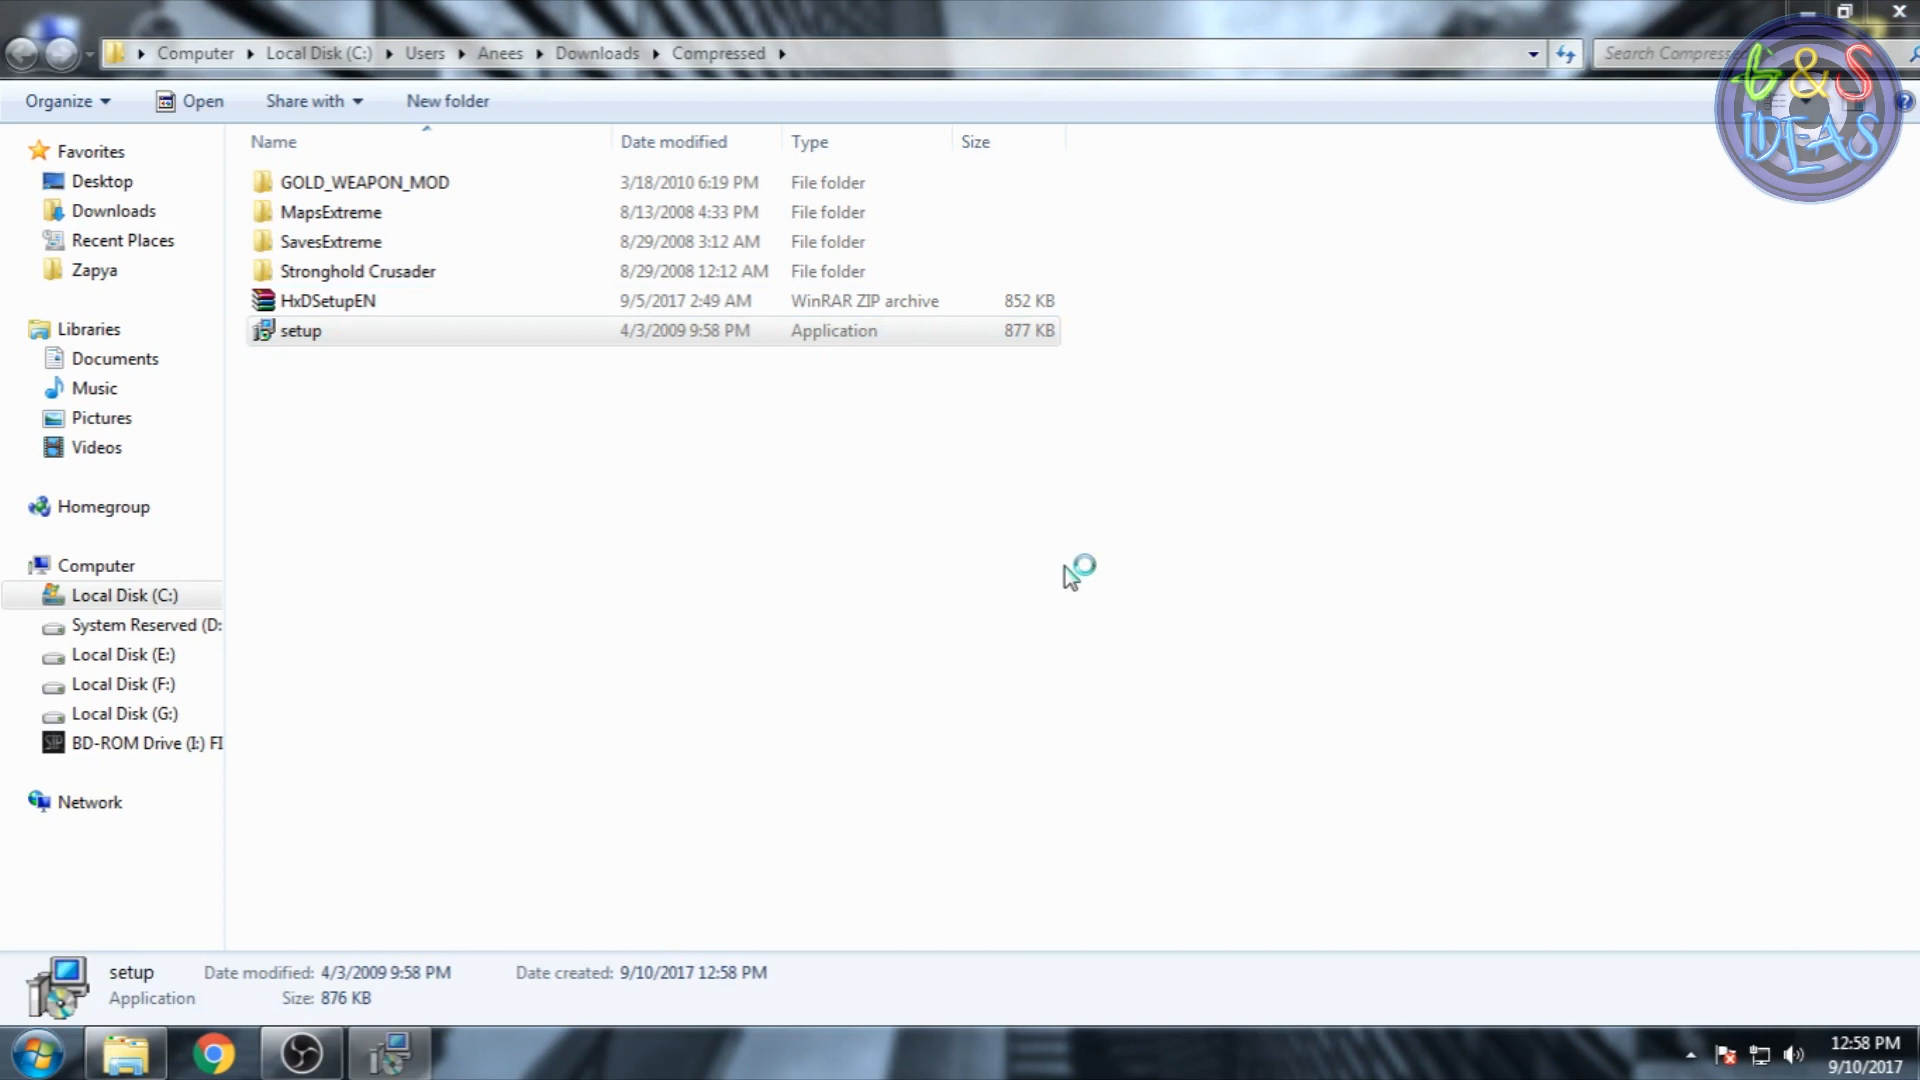 Computer Local Disk (C:) Users Anees Downloads Compressed
Search Compressed
Organize Open Share with New folder
b&S
IDEAS
Name Date modified Type Size
GOLD_WEAPON_MOD 3/18/2010 6:19 PM File folder
MapsExtreme 8/13/2008 4:33 PM File folder
SavesExtreme 8/29/2008 3:12 AM File folder
Stronghold Crusader 8/29/2008 12:12 AM File folder
HxDSetupEN 9/5/2017 2:49 AM WinRAR ZIP archive 852 KB
setup 4/3/2009 9:58 PM Application 877 KB
Favorites
Desktop
Downloads
Recent Places
Zapya
Libraries
Documents
Music
Pictures
Videos
Homegroup
Computer
Local Disk (C:)
System Reserved (D:
Local Disk (E:)
Local Disk (F:)
Local Disk (G:)
BD-ROM Drive (I:) FI
Network
setup Date modified: 4/3/2009 9:58 PM Date created: 9/10/2017 12:58 PM
Application Size: 876 KB
12:58 PM
9/10/2017